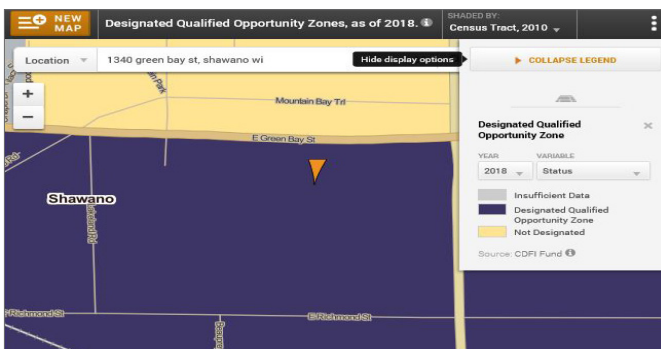 NEW
MAP
Designated Qualified Opportunity Zones, as of 2018.
SHADED BY:
Census Tract, 2010
Location
1340 green bay st, shawano wi
Hide display options
COLLAPSE LEGEND
+
−
Mountain Bay Trl
E Green Bay St
Shawano
E Richmond St
Designated Qualified
Opportunity Zone
YEAR
VARIABLE
2018
Status
Insufficient Data
Designated Qualified
Opportunity Zone
Not Designated
Source: CDFI Fund